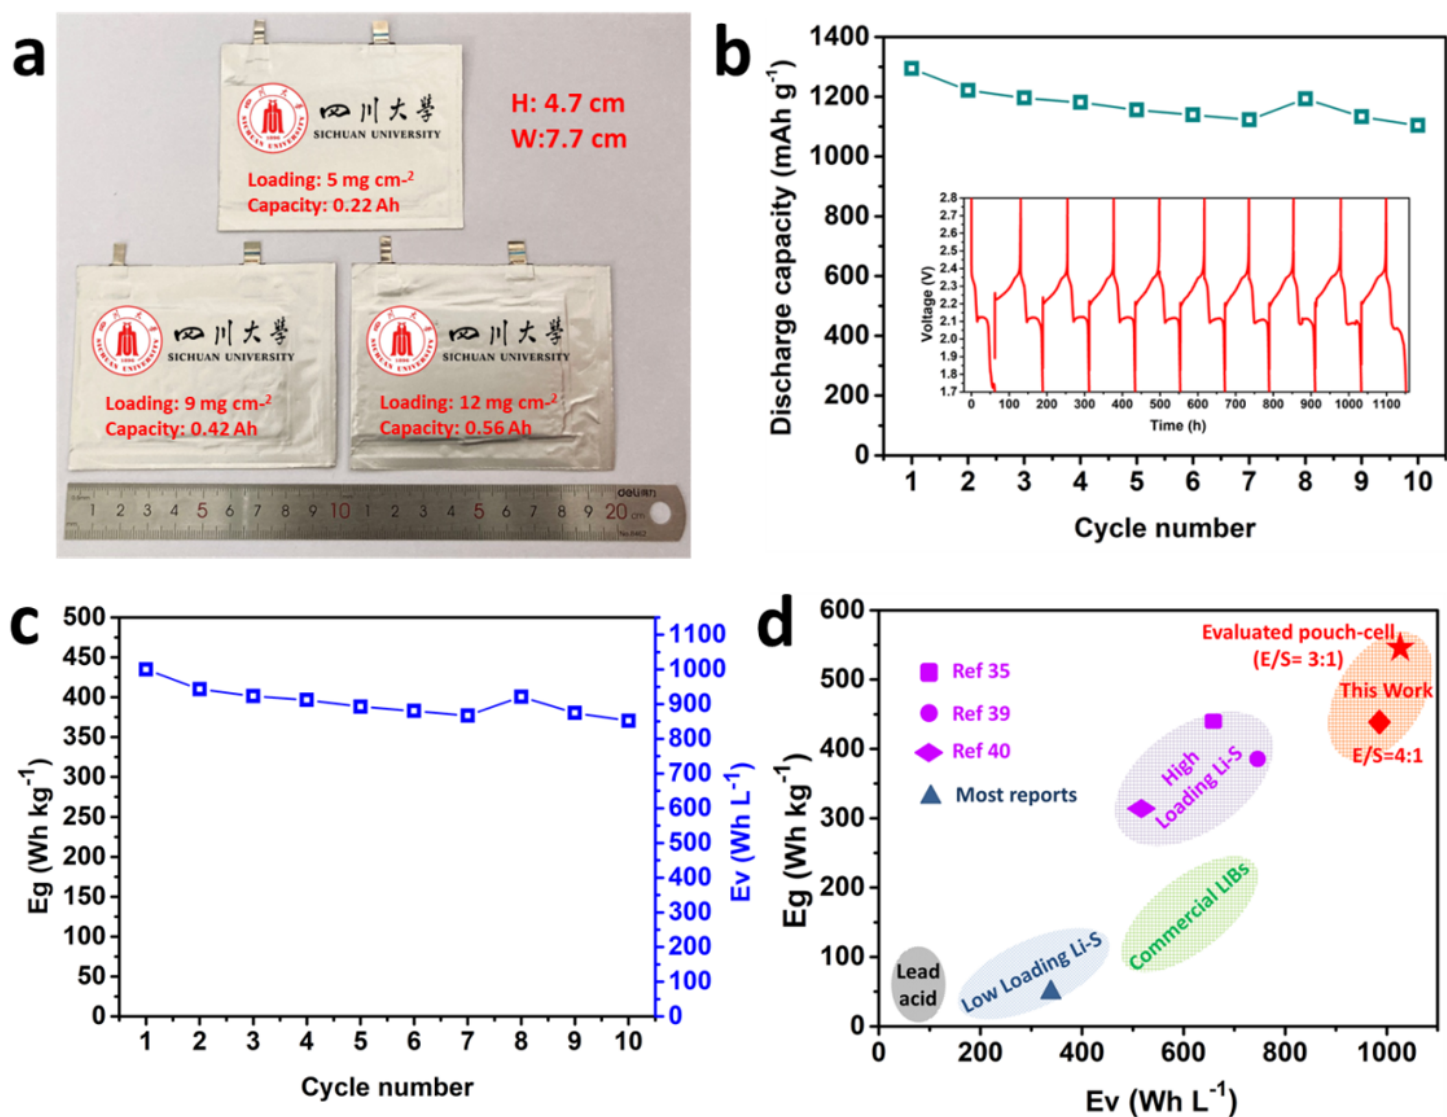 a
四川大學
SICHUAN UNIVERSITY
Loading: 5 mg cm-²
Capacity: 0.22 Ah
H: 4.7 cm
W:7.7 cm
四川大學
SICHUAN UNIVERSITY
Loading: 9 mg cm-²
Capacity: 0.42 Ah
四川大學
SICHUAN UNIVERSITY
Loading: 12 mg cm-²
Capacity: 0.56 Ah
1 2 3 4 5 6 7 8 9 10 1 2 3 4 5 6 7 8 9 20 cm
deli
b
Discharge capacity (mAh g⁻¹)
1400
1200
1000
800
600
400
200
0
1 2 3 4 5 6 7 8 9 10
Cycle number
Voltage (V)
2.8
2.7
2.6
2.5
2.4
2.3
2.2
2.1
2.0
1.9
1.8
1.7
0 100 200 300 400 500 600 700 800 900 1000 1100
Time (h)
c
Eg (Wh kg⁻¹)
500
450
400
350
300
250
200
150
100
50
0
1 2 3 4 5 6 7 8 9 10
Cycle number
Ev (Wh L⁻¹)
1100
1000
900
800
700
600
500
400
300
200
100
0
d
Eg (Wh kg⁻¹)
600
500
400
300
200
100
0
0 200 400 600 800 1000
Ev (Wh L⁻¹)
Ref 35
Ref 39
Ref 40
Most reports
Evaluated pouch-cell
(E/S= 3:1)
This Work
E/S=4:1
High
Loading Li-S
Commercial LIBs
Low Loading Li-S
Lead
acid